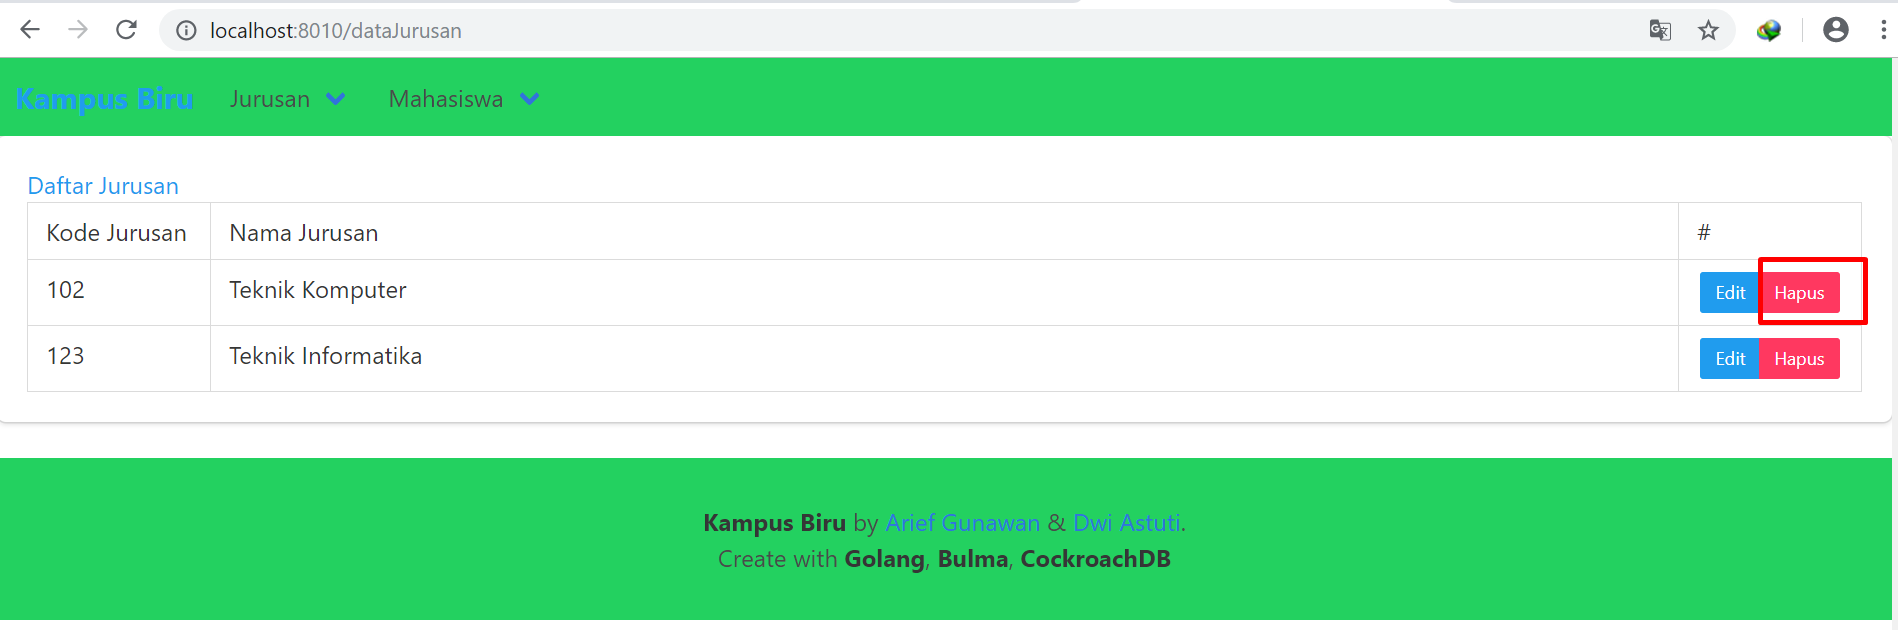 localhost:8010/dataJurusan
Kampus Biru Jurusan Mahasiswa
Daftar Jurusan
Kode Jurusan Nama Jurusan #
102 Teknik Komputer Edit Hapus
123 Teknik Informatika Edit Hapus
Kampus Biru by Arief Gunawan & Dwi Astuti.
Create with Golang, Bulma, CockroachDB